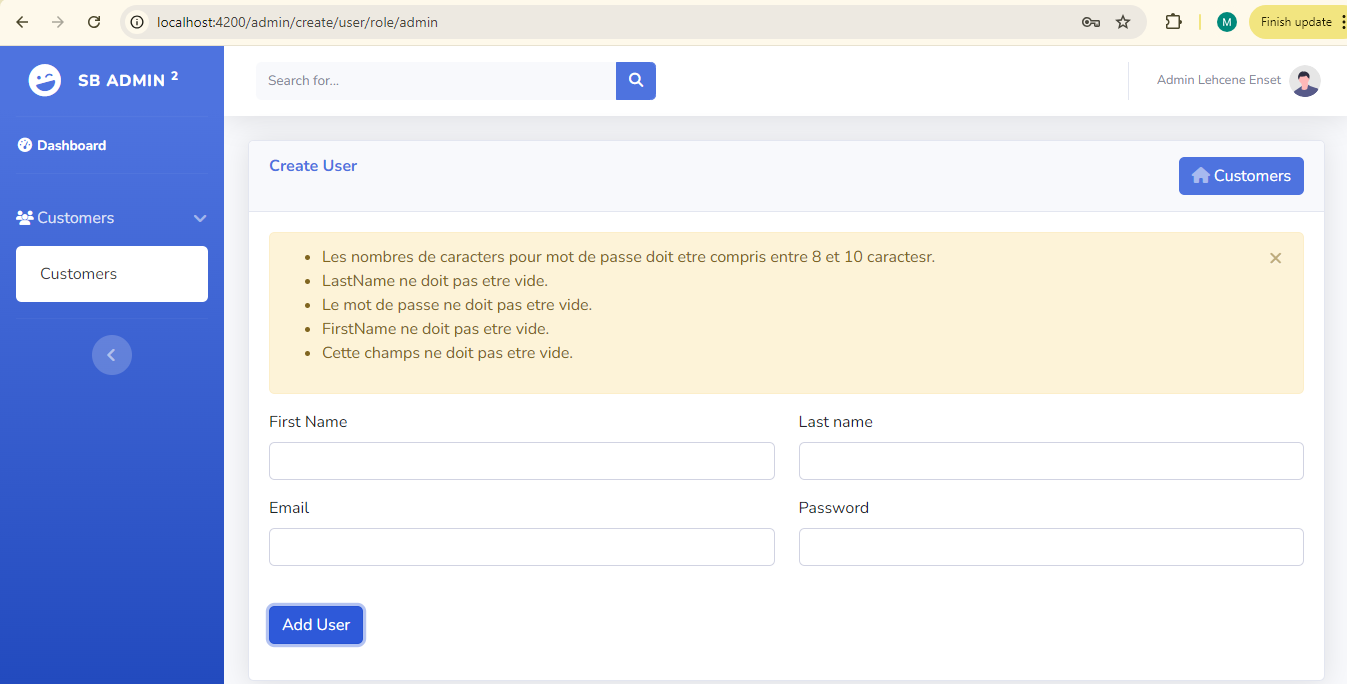 localhost:4200/admin/create/user/role/admin
M
Finish update
SB ADMIN 2
Search for...
Admin Lehcene Enset
Dashboard
Customers
Customers
Create User
Customers
Les nombres de caracters pour mot de passe doit etre compris entre 8 et 10 caractesr.
LastName ne doit pas etre vide.
Le mot de passe ne doit pas etre vide.
FirstName ne doit pas etre vide.
Cette champs ne doit pas etre vide.
First Name
Last name
Email
Password
Add User